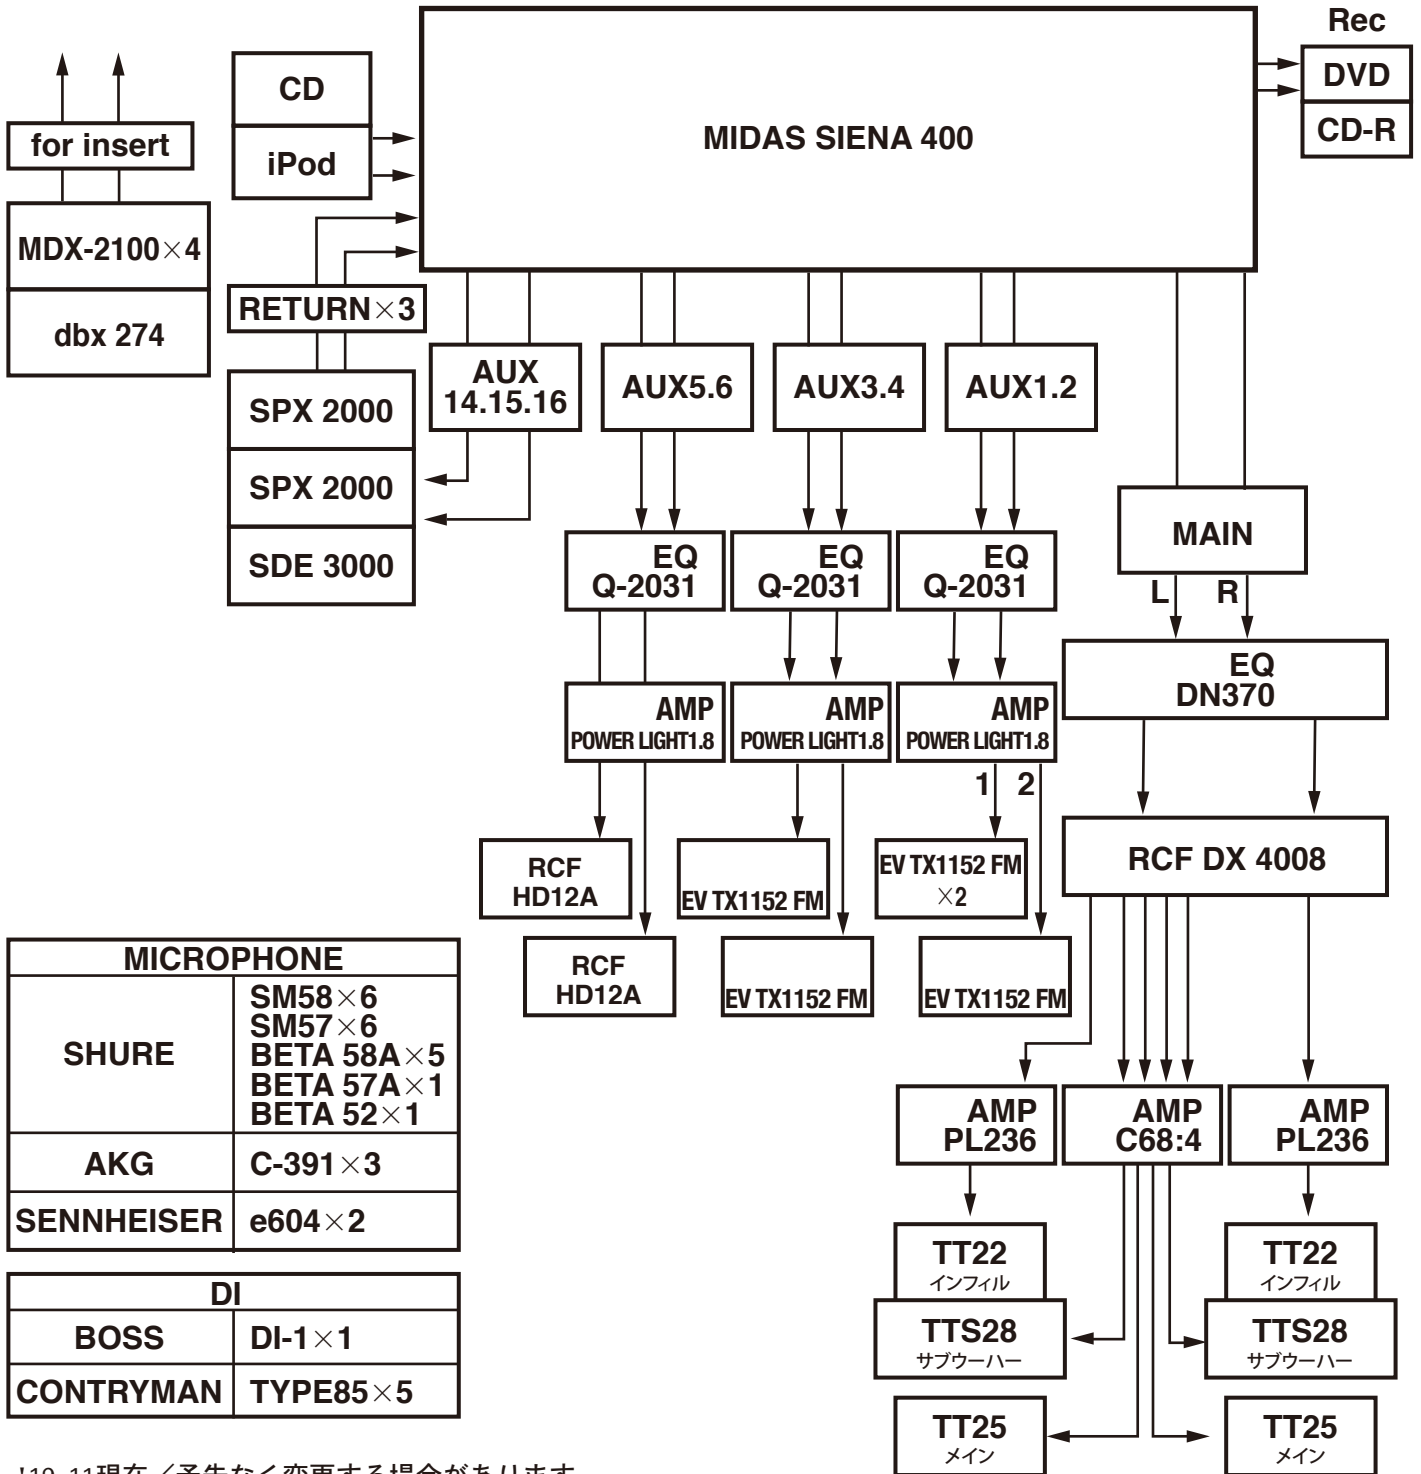 Rec
DVD
CD-R
CD
iPod
MIDAS SIENA 400
for insert
MDX-2100×4
dbx 274
RETURN×3
SPX 2000
SPX 2000
SDE 3000
AUX
14.15.16
AUX5.6
AUX3.4
AUX1.2
MAIN
L R
EQ
Q-2031
EQ
Q-2031
EQ
Q-2031
EQ
DN370
AMP
POWER LIGHT1.8
AMP
POWER LIGHT1.8
AMP
POWER LIGHT1.8
1 2
RCF
HD12A
EV TX1152 FM
EV TX1152 FM
×2
RCF DX 4008
RCF
HD12A
EV TX1152 FM
EV TX1152 FM
AMP
PL236
AMP
C68:4
AMP
PL236
TT22
インフィル
TT22
インフィル
TTS28
サブウーハー
TTS28
サブウーハー
TT25
メイン
TT25
メイン
MICROPHONE
SHURE
SM58×6
SM57×6
BETA 58A×5
BETA 57A×1
BETA 52×1
AKG C-391×3
SENNHEISER e604×2
DI
BOSS DI-1×1
CONTRYMAN TYPE85×5